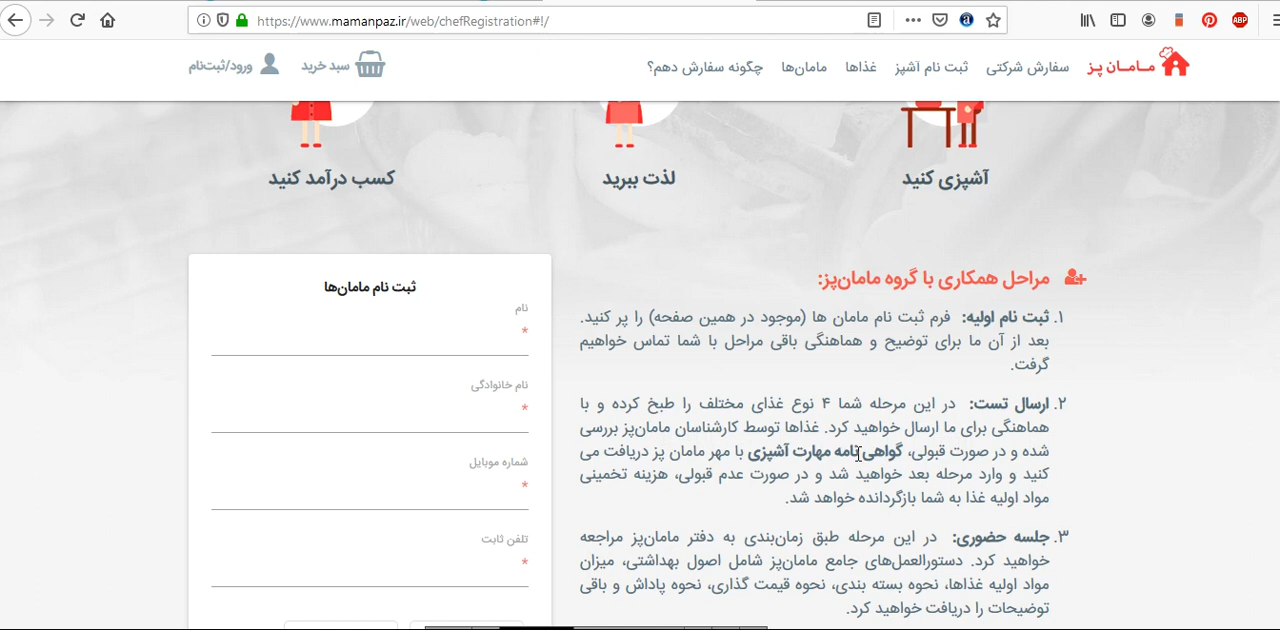 https://www.mamanpaz.ir/web/chefRegistration#!/
ABP
مـامـان پـز
سفارش شرکتی
ثبت نام آشپز
غذاها
مامان‌ها
چگونه سفارش دهم؟
سبد خرید
ورود/ثبت‌نام
آشپزی کنید
لذت ببرید
کسب درآمد کنید
مراحل همکاری با گروه مامان‌پز:
۱. ثبت نام اولیه: فرم ثبت نام مامان ها (موجود در همین صفحه) را پر کنید.
بعد از آن ما برای توضیح و هماهنگی باقی مراحل با شما تماس خواهیم
گرفت.
۲. ارسال تست: در این مرحله شما ۴ نوع غذای مختلف را طبخ کرده و با
هماهنگی برای ما ارسال خواهید کرد. غذاها توسط کارشناسان مامان‌پز بررسی
شده و در صورت قبولی، گواهی نامه مهارت آشپزی با مهر مامان پز دریافت می
کنید و وارد مرحله بعد خواهید شد و در صورت عدم قبولی، هزینه تخمینی
مواد اولیه غذا به شما بازگردانده خواهد شد.
۳. جلسه حضوری: در این مرحله طبق زمان‌بندی به دفتر مامان‌پز مراجعه
خواهید کرد. دستورالعمل‌های جامع مامان‌پز شامل اصول بهداشتی، میزان
مواد اولیه غذاها، نحوه بسته بندی، نحوه قیمت گذاری، نحوه پاداش و باقی
توضیحات را دریافت خواهید کرد.
ثبت نام مامان‌ها
نام
*
نام خانوادگی
*
شماره موبایل
*
تلفن ثابت
*